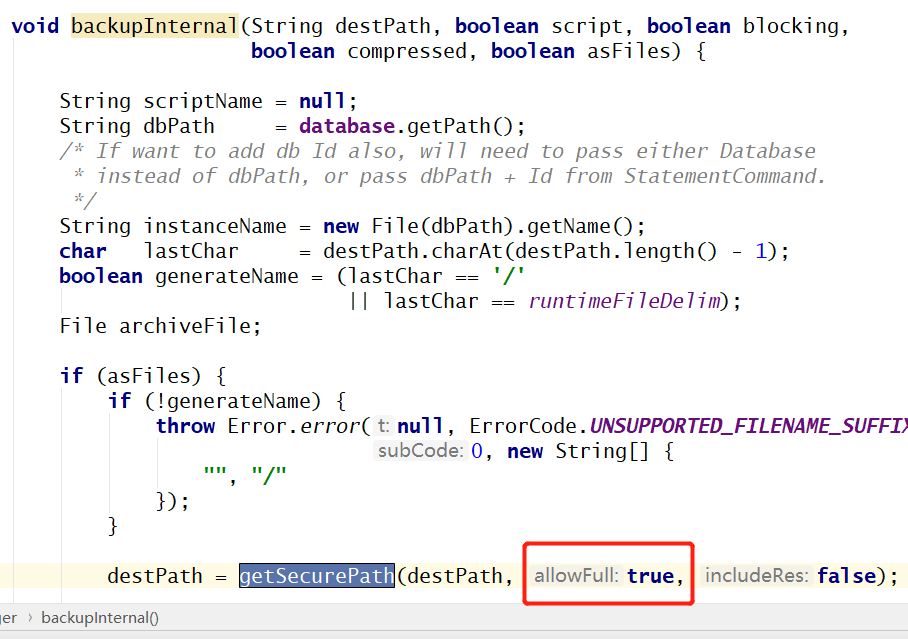 void backupInternal(String destPath, boolean script, boolean blocking,
boolean compressed, boolean asFiles) {
String scriptName = null;
String dbPath = database.getPath();
/* If want to add db Id also, will need to pass either Database
* instead of dbPath, or pass dbPath + Id from StatementCommand.
*/
String instanceName = new File(dbPath).getName();
char lastChar = destPath.charAt(destPath.length() - 1);
boolean generateName = (lastChar == '/'
|| lastChar == runtimeFileDelim);
File archiveFile;
if (asFiles) {
if (!generateName) {
throw Error.error( t: null, ErrorCode.UNSUPPORTED_FILENAME_SUFFIX
subCode: 0, new String[] {
"", "/"
});
}
destPath = getSecurePath(destPath, allowFull: true, includeRes: false);
ger › backupInternal()